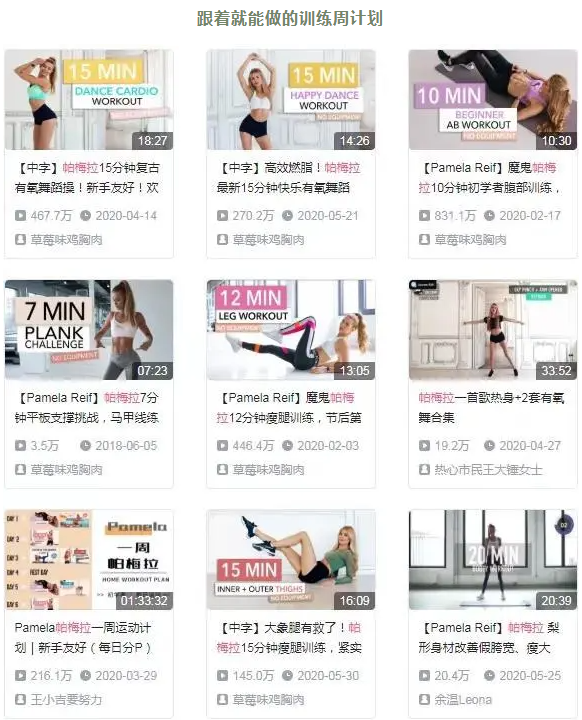 跟着就能做的训练周计划
15 MIN
DANCE CARDIO
WORKOUT
18:27
【中字】帕梅拉15分钟复古
有氧舞蹈操！新手友好！欢
467.7万 2020-04-14
草莓味鸡胸肉
15 MIN
HAPPY DANCE
WORKOUT
NO EQUIPMENT
14:26
【中字】高效燃脂！帕梅拉
最新15分钟快乐有氧舞蹈
270.2万 2020-05-21
草莓味鸡胸肉
10 MIN
BEGINNER
AB WORKOUT
NO EQUIPMENT
10:30
【Pamela Reif】魔鬼帕梅
拉10分钟初学者腹部训练，
831.1万 2020-02-17
草莓味鸡胸肉
7 MIN
PLANK
CHALLENGE
NO EQUIPMENT
07:23
【Pamela Reif】帕梅拉7分
钟平板支撑挑战，马甲线练
3.5万 2018-06-05
草莓味鸡胸肉
12 MIN
LEG WORKOUT
NO EQUIPMENT
13:05
【Pamela Reif】魔鬼帕梅
拉12分钟瘦腿训练，节后第
446.4万 2020-02-03
草莓味鸡胸肉
33:52
帕梅拉一首歌热身+2套有氧
舞合集
19.2万 2020-04-27
热心市民王大锤女士
DAY 1
DAY 2
DAY 3
DAY 4 REST DAY
DAY 5
DAY 6
Pamela
一周
帕梅拉
HOME WORKOUT PLAN
01:33:32
Pamela帕梅拉一周运动计
划｜新手友好（每日分P）
216.1万 2020-03-29
王小吉要努力
15 MIN
INNER + OUTER THIGHS
NO EQUIPMENT
16:09
【中字】大象腿有救了！帕
梅拉15分钟瘦腿训练，紧实
145.0万 2020-05-30
草莓味鸡胸肉
02
20 MIN
20:39
【Pamela Reif】帕梅拉 梨
形身材改善假胯宽、瘦大
20.4万 2020-05-25
余温Leona